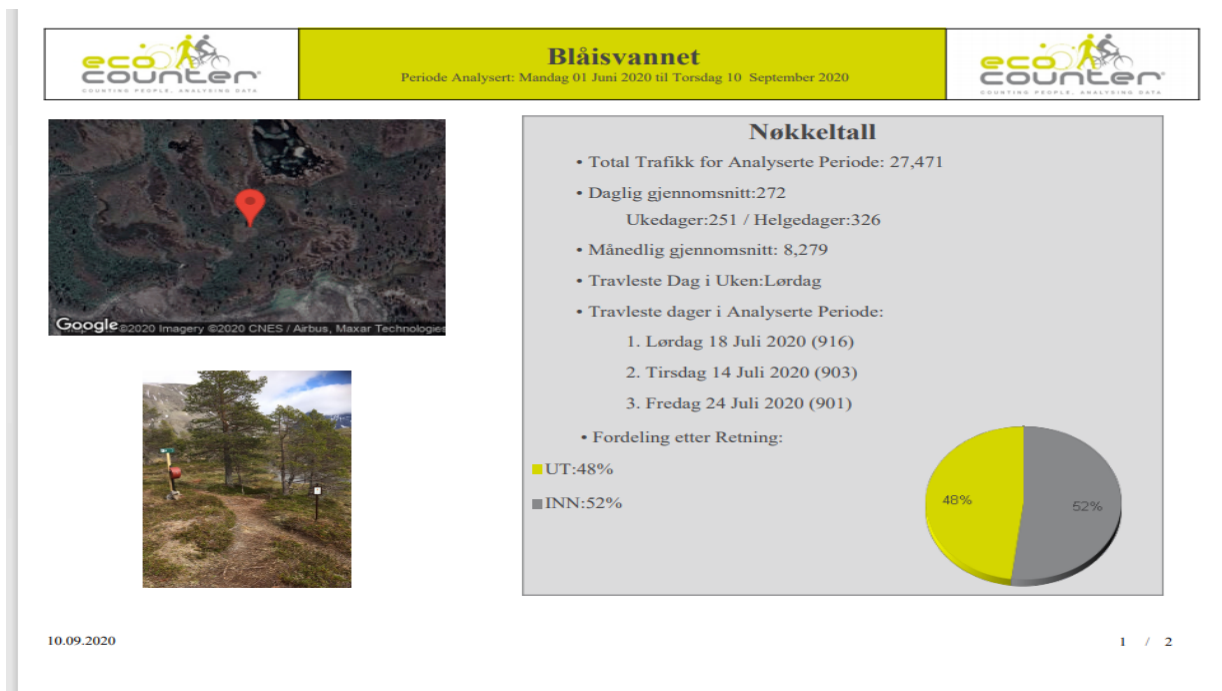 eco
counter
COUNTING PEOPLE, ANALYSING DATA
Blåisvannet
Periode Analysert: Mandag 01 Juni 2020 til Torsdag 10 September 2020
eco
counter
COUNTING PEOPLE, ANALYSING DATA
Google
©2020 Imagery ©2020 CNES / Airbus, Maxar Technologies
Nøkkeltall
• Total Trafikk for Analyserte Periode: 27,471
• Daglig gjennomsnitt:272
Ukedager:251 / Helgedager:326
• Månedlig gjennomsnitt: 8,279
• Travleste Dag i Uken:Lørdag
• Travleste dager i Analyserte Periode:
1. Lørdag 18 Juli 2020 (916)
2. Tirsdag 14 Juli 2020 (903)
3. Fredag 24 Juli 2020 (901)
• Fordeling etter Retning:
UT:48%
INN:52%
48%
52%
10.09.2020
1 / 2